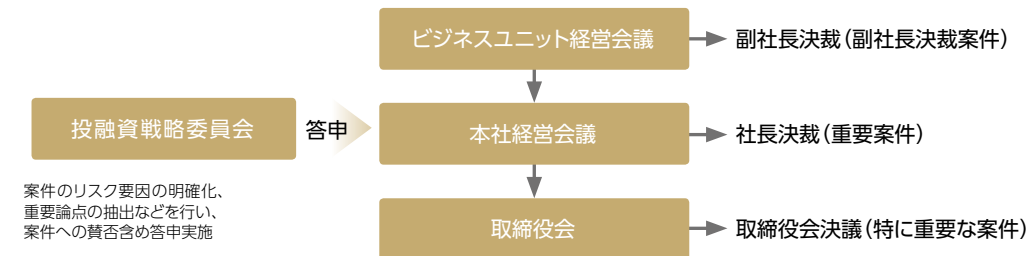 ビジネスユニット経営会議
副社長決裁(副社長決裁案件)
投融資戦略委員会
答申
本社経営会議
社長決裁(重要案件)
案件のリスク要因の明確化、
重要論点の抽出などを行い、
案件への賛否含め答申実施
取締役会
取締役会決議(特に重要な案件)